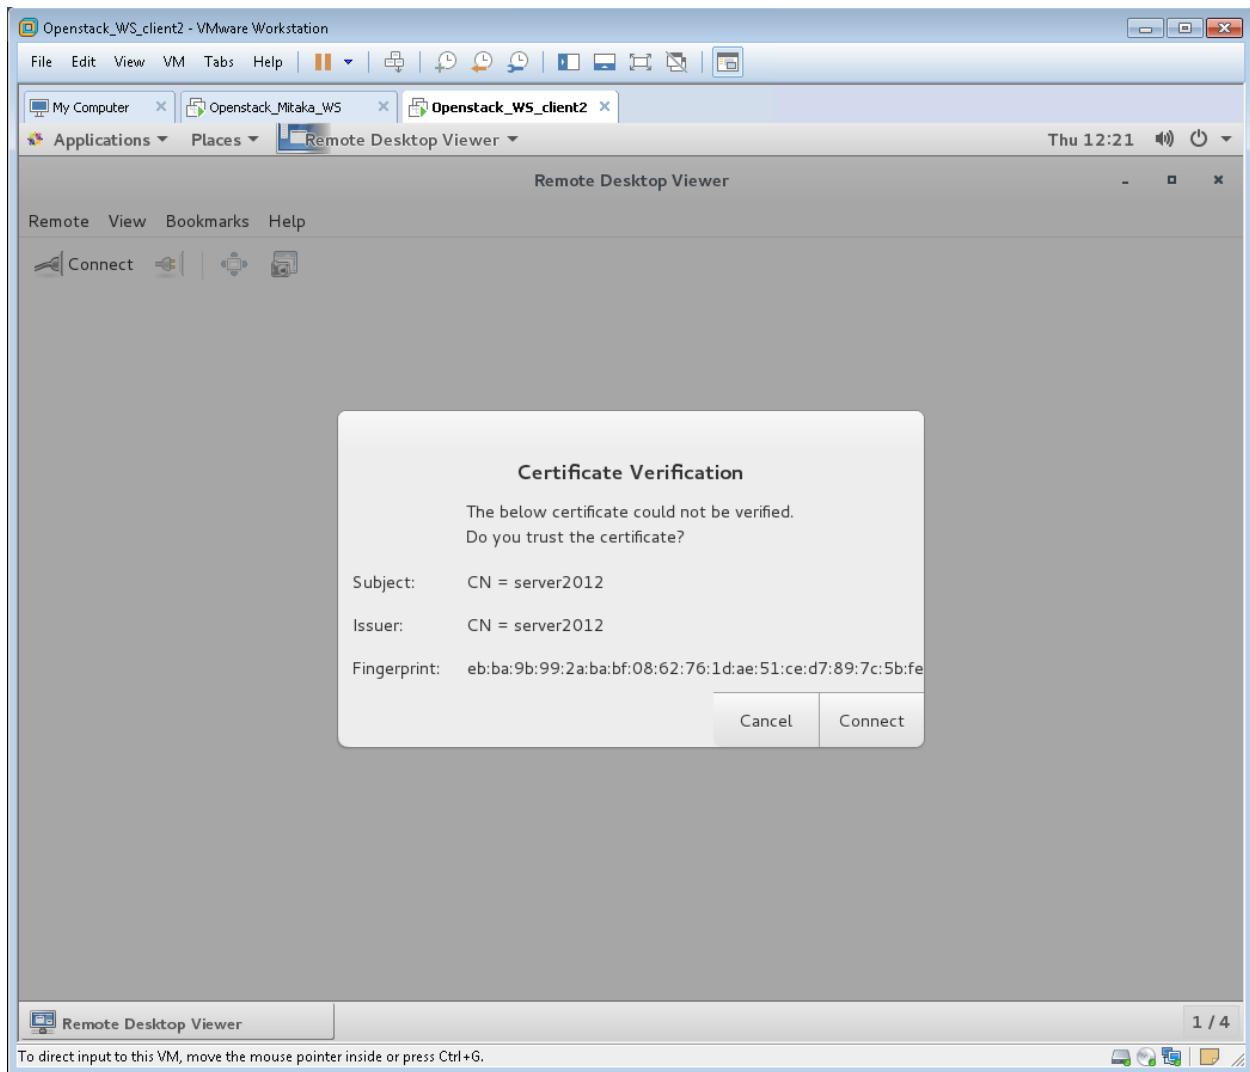 Openstack_WS_client2 - VMware Workstation
File Edit View VM Tabs Help
My Computer Openstack_Mitaka_WS Openstack_WS_client2
Applications Places Remote Desktop Viewer Thu 12:21
Remote Desktop Viewer
Remote View Bookmarks Help
Connect
Certificate Verification
The below certificate could not be verified.
Do you trust the certificate?
Subject: CN = server2012
Issuer: CN = server2012
Fingerprint: eb:ba:9b:99:2a:ba:bf:08:62:76:1d:ae:51:ce:d7:89:7c:5b:fe
Cancel Connect
Remote Desktop Viewer 1 / 4
To direct input to this VM, move the mouse pointer inside or press Ctrl+G.